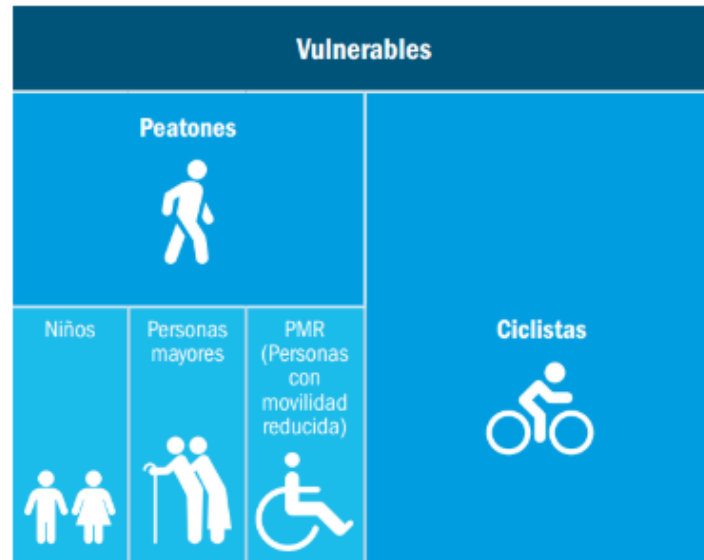 Vulnerables
Peatones
Niños
Personas
mayores
PMR
(Personas
con
movilidad
reducida)
Ciclistas